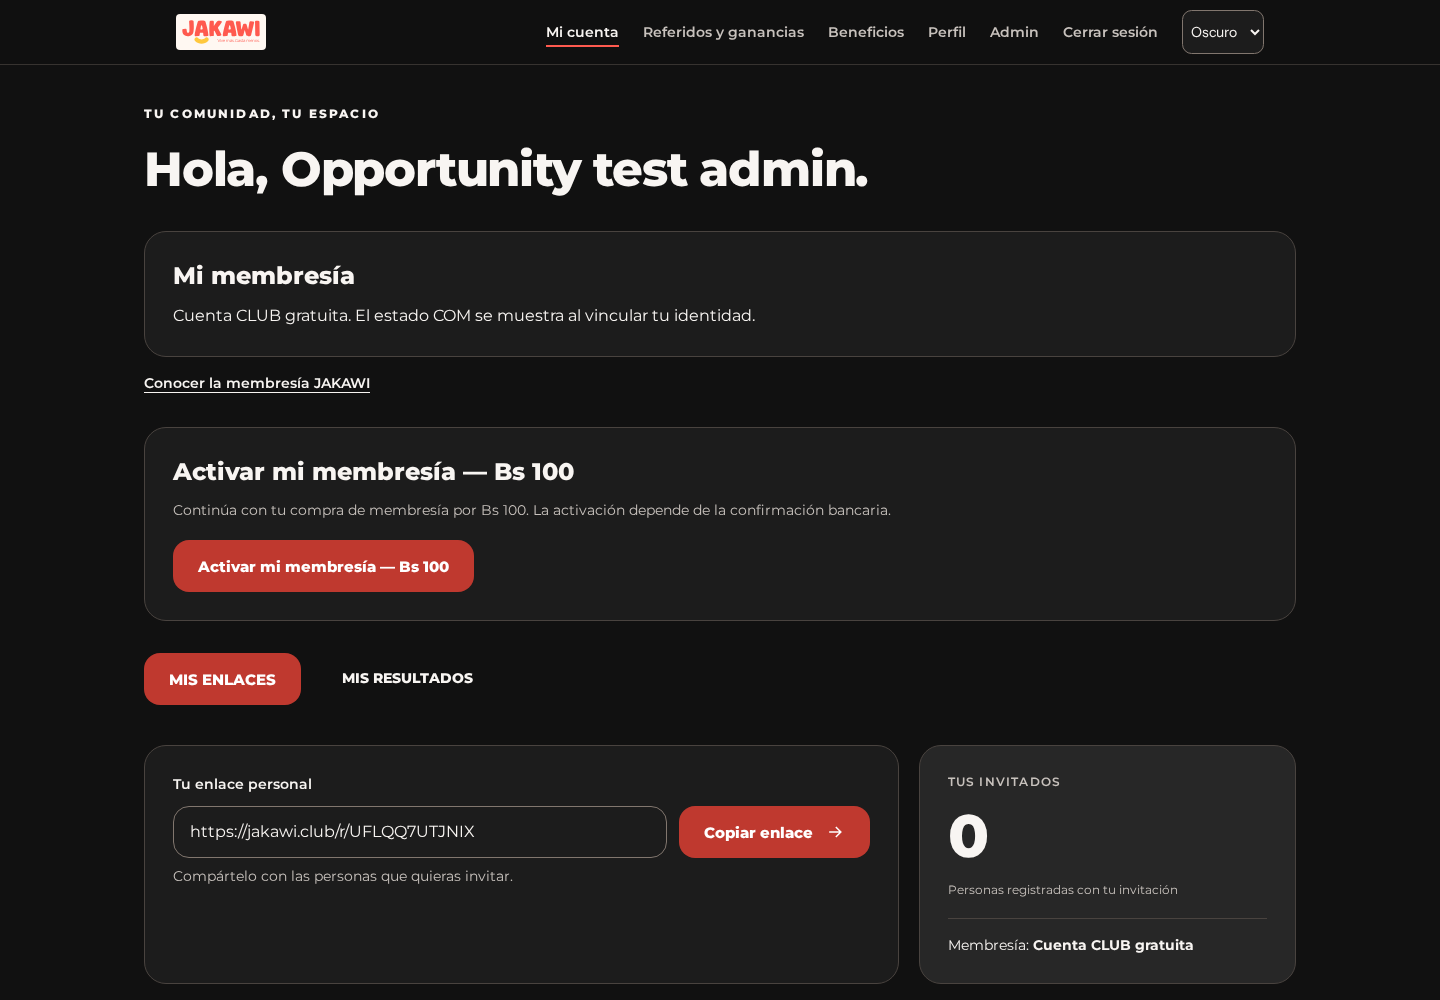 JAKAWI
Mi cuenta
Referidos y ganancias
Beneficios
Perfil
Admin
Cerrar sesión
Oscuro
TU COMUNIDAD, TU ESPACIO
Hola, Opportunity test admin.
Mi membresía
Cuenta CLUB gratuita. El estado COM se muestra al vincular tu identidad.
Conocer la membresía JAKAWI
Activar mi membresía — Bs 100
Continúa con tu compra de membresía por Bs 100. La activación depende de la confirmación bancaria.
Activar mi membresía — Bs 100
MIS ENLACES
MIS RESULTADOS
Tu enlace personal
https://jakawi.club/r/UFLQQ7UTJNIX
Copiar enlace →
Compártelo con las personas que quieras invitar.
TUS INVITADOS
0
Personas registradas con tu invitación
Membresía: Cuenta CLUB gratuita